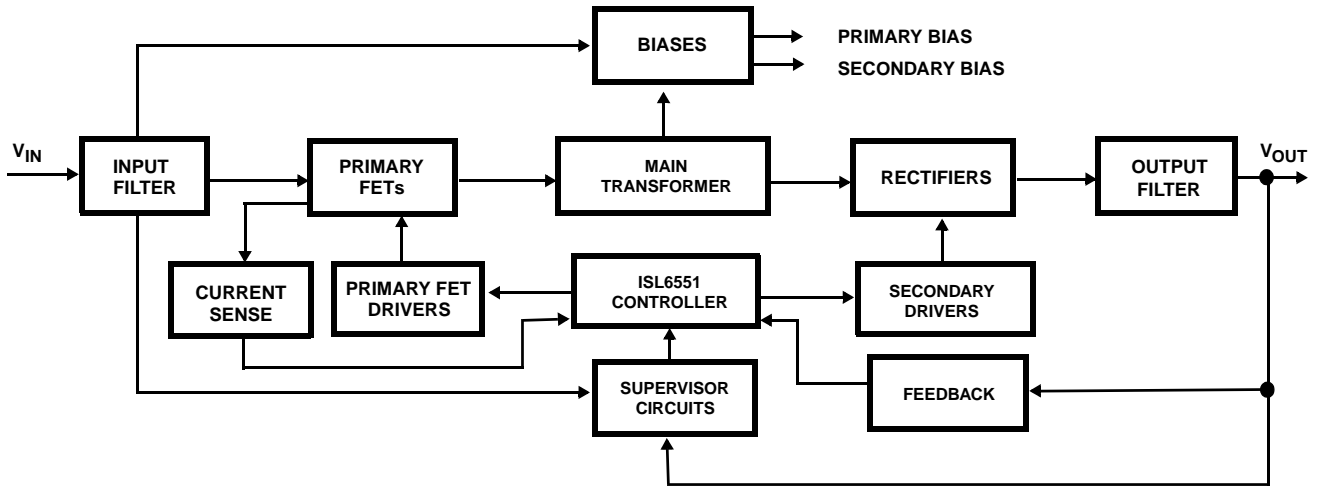 BIASES
PRIMARY BIAS
SECONDARY BIAS
VIN
INPUT
FILTER
PRIMARY
FETs
MAIN
TRANSFORMER
RECTIFIERS
OUTPUT
FILTER
VOUT
CURRENT
SENSE
PRIMARY FET
DRIVERS
ISL6551
CONTROLLER
SECONDARY
DRIVERS
SUPERVISOR
CIRCUITS
FEEDBACK